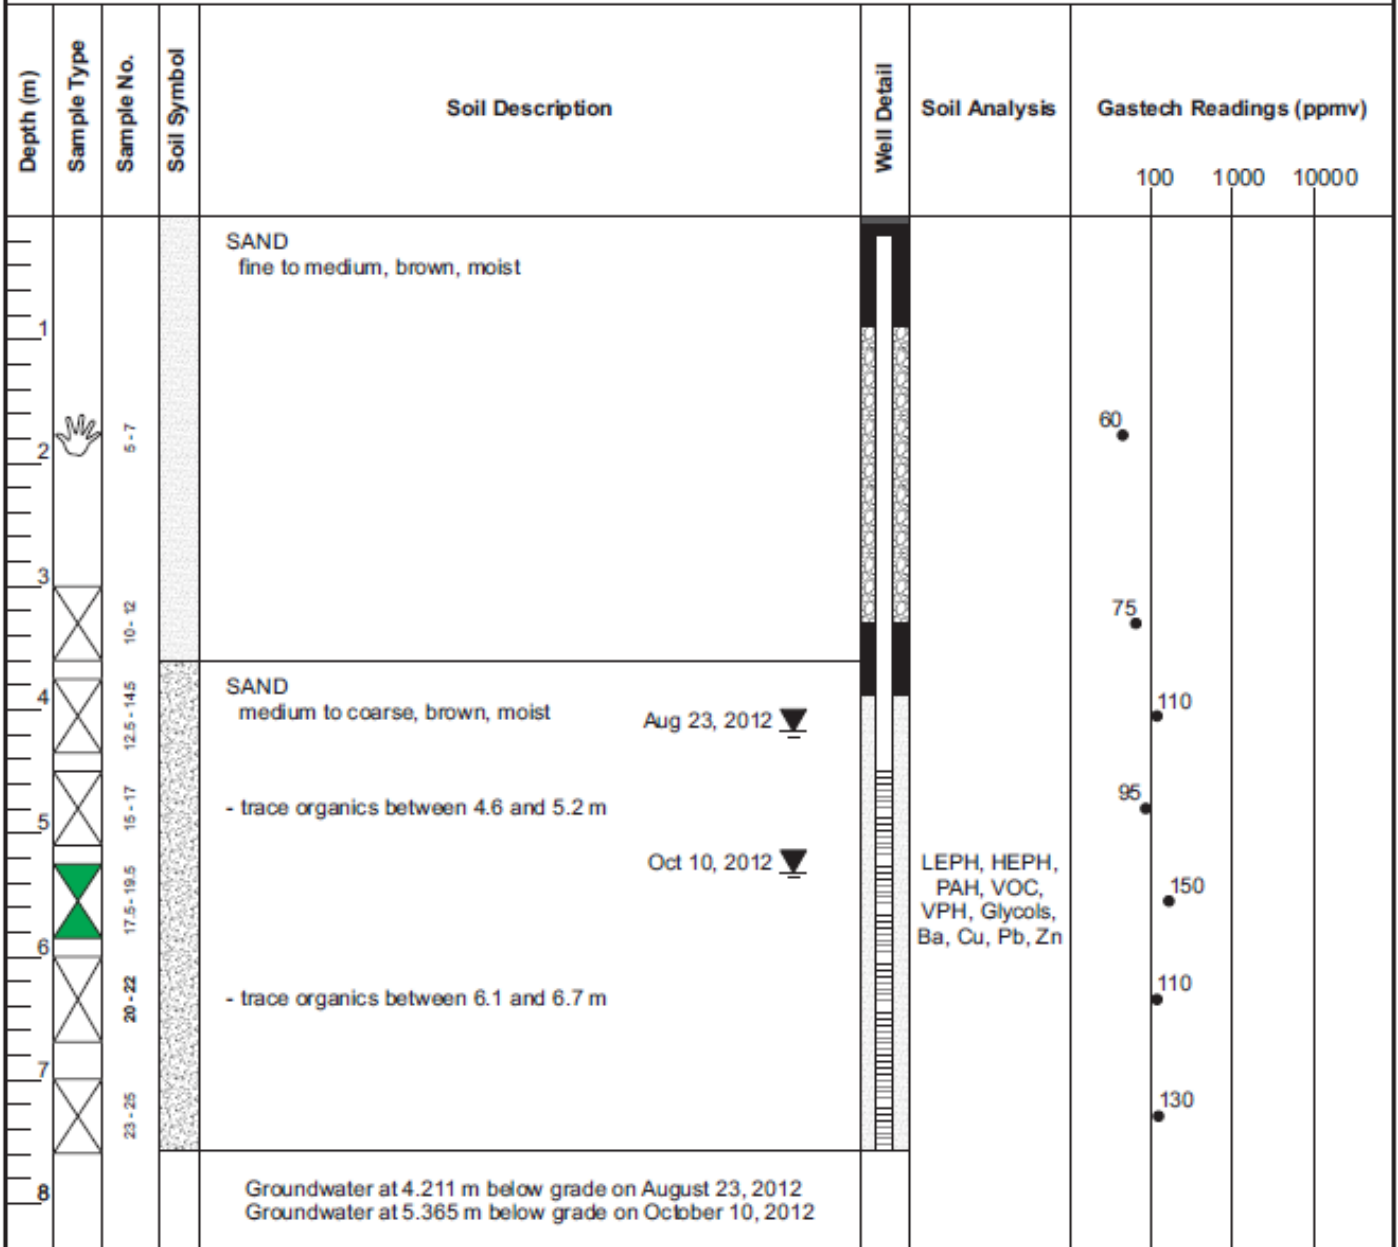 Depth (m)
Sample Type
Sample No.
Soil Symbol
Soil Description
Well Detail
Soil Analysis
Gastech Readings (ppmv)
100 1000 10000
SAND
fine to medium, brown, moist
1
60
5 - 7
2
3
75
10 - 12
SAND
medium to coarse, brown, moist
4
12.5 - 14.5
Aug 23, 2012
110
95
- trace organics between 4.6 and 5.2 m
15 - 17
5
Oct 10, 2012
LEPH, HEPH,
PAH, VOC,
VPH, Glycols,
Ba, Cu, Pb, Zn
150
17.5 - 19.5
6
- trace organics between 6.1 and 6.7 m
20 - 22
110
7
23 - 25
130
8
Groundwater at 4.211 m below grade on August 23, 2012
Groundwater at 5.365 m below grade on October 10, 2012